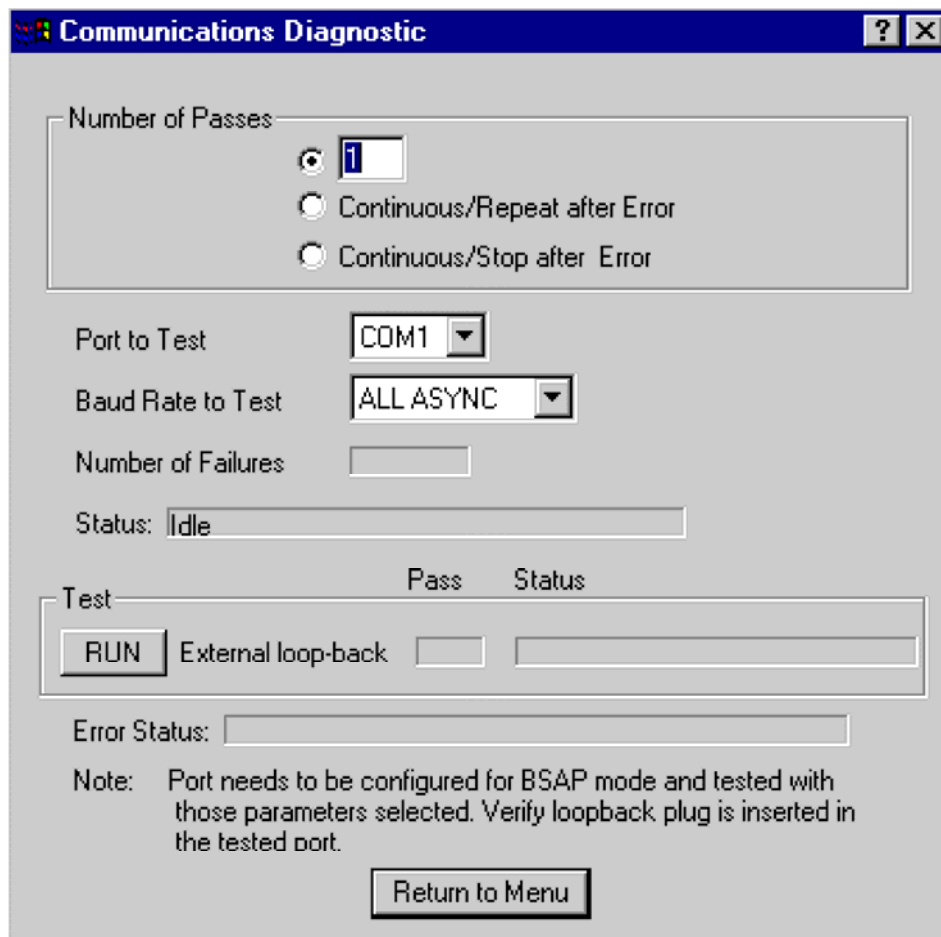 Communications Diagnostic
Number of Passes
1
Continuous/Repeat after Error
Continuous/Stop after  Error
Port to Test
COM1
Baud Rate to Test
ALL ASYNC
Number of Failures
Status: Idle
Pass Status
Test
RUN External loop-back
Error Status:
Note: Port needs to be configured for BSAP mode and tested with
those parameters selected. Verify loopback plug is inserted in
the tested port.
Return to Menu